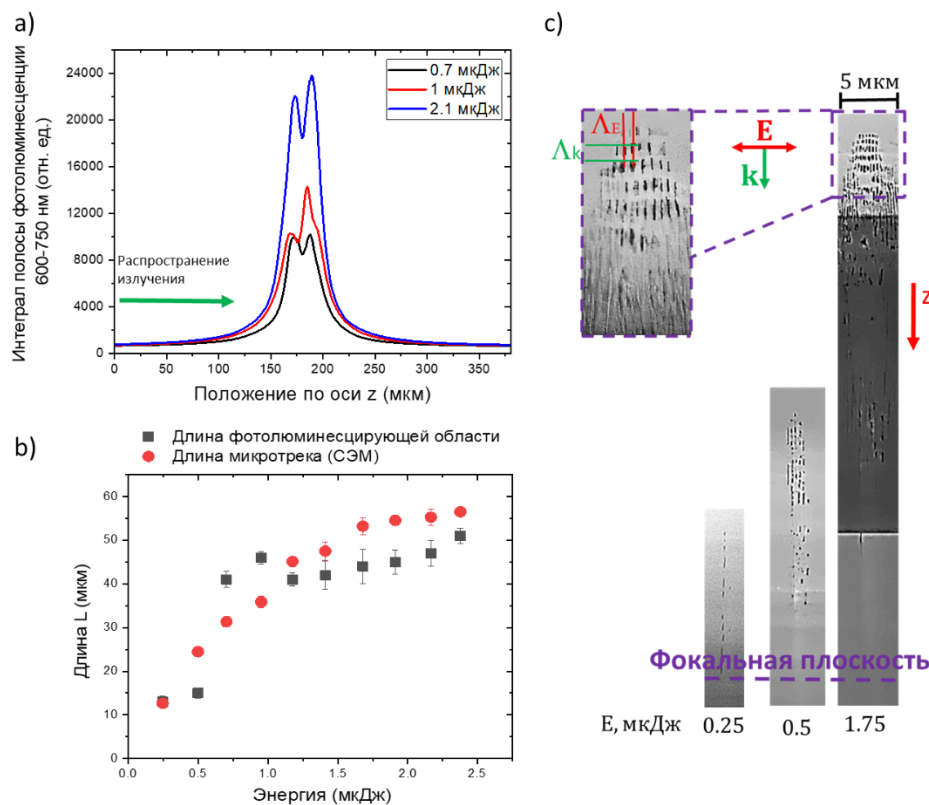 a)
Интеграл полосы фотолюминесценции
600-750 нм (отн. ед.)
24000
20000
16000
12000
8000
4000
0
0.7 мкДж
1 мкДж
2.1 мкДж
Распространение
излучения
0 50 100 150 200 250 300 350
Положение по оси z (мкм)
b)
Длина фотолюминесцирующей области
Длина микротрека (СЭМ)
Длина L (мкм)
60
50
40
30
20
10
0
0.0 0.5 1.0 1.5 2.0 2.5
Энергия (мкДж)
c)
5 мкм
ΛE
Λk
E
k
z
Фокальная плоскость
E, мкДж 0.25 0.5 1.75